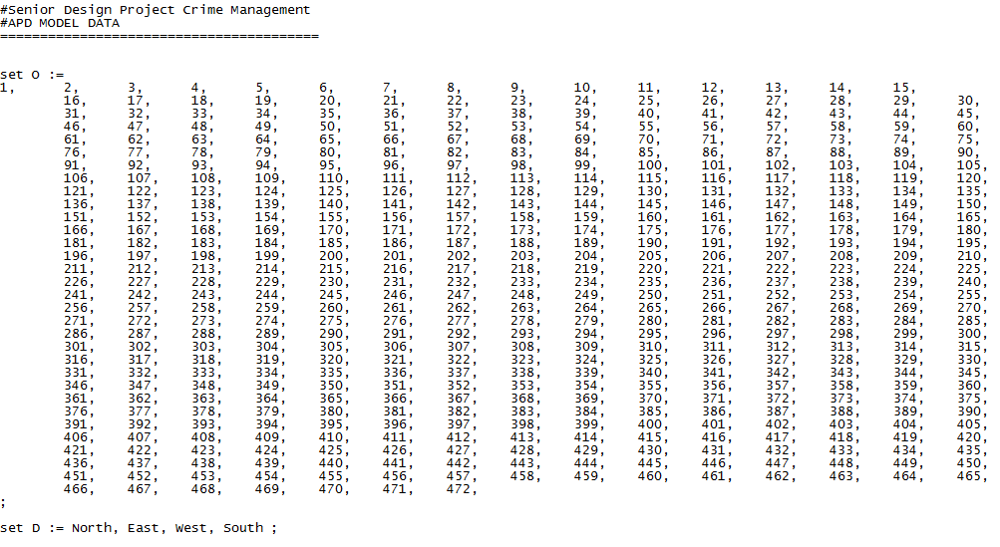 #Senior Design Project Crime Management
#APD MODEL DATA
========================================
set O :=
1, 2, 3, 4, 5, 6, 7, 8, 9, 10, 11, 12, 13, 14, 15,
16, 17, 18, 19, 20, 21, 22, 23, 24, 25, 26, 27, 28, 29, 30,
31, 32, 33, 34, 35, 36, 37, 38, 39, 40, 41, 42, 43, 44, 45,
46, 47, 48, 49, 50, 51, 52, 53, 54, 55, 56, 57, 58, 59, 60,
61, 62, 63, 64, 65, 66, 67, 68, 69, 70, 71, 72, 73, 74, 75,
76, 77, 78, 79, 80, 81, 82, 83, 84, 85, 86, 87, 88, 89, 90,
91, 92, 93, 94, 95, 96, 97, 98, 99, 100, 101, 102, 103, 104, 105,
106, 107, 108, 109, 110, 111, 112, 113, 114, 115, 116, 117, 118, 119, 120,
121, 122, 123, 124, 125, 126, 127, 128, 129, 130, 131, 132, 133, 134, 135,
136, 137, 138, 139, 140, 141, 142, 143, 144, 145, 146, 147, 148, 149, 150,
151, 152, 153, 154, 155, 156, 157, 158, 159, 160, 161, 162, 163, 164, 165,
166, 167, 168, 169, 170, 171, 172, 173, 174, 175, 176, 177, 178, 179, 180,
181, 182, 183, 184, 185, 186, 187, 188, 189, 190, 191, 192, 193, 194, 195,
196, 197, 198, 199, 200, 201, 202, 203, 204, 205, 206, 207, 208, 209, 210,
211, 212, 213, 214, 215, 216, 217, 218, 219, 220, 221, 222, 223, 224, 225,
226, 227, 228, 229, 230, 231, 232, 233, 234, 235, 236, 237, 238, 239, 240,
241, 242, 243, 244, 245, 246, 247, 248, 249, 250, 251, 252, 253, 254, 255,
256, 257, 258, 259, 260, 261, 262, 263, 264, 265, 266, 267, 268, 269, 270,
271, 272, 273, 274, 275, 276, 277, 278, 279, 280, 281, 282, 283, 284, 285,
286, 287, 288, 289, 290, 291, 292, 293, 294, 295, 296, 297, 298, 299, 300,
301, 302, 303, 304, 305, 306, 307, 308, 309, 310, 311, 312, 313, 314, 315,
316, 317, 318, 319, 320, 321, 322, 323, 324, 325, 326, 327, 328, 329, 330,
331, 332, 333, 334, 335, 336, 337, 338, 339, 340, 341, 342, 343, 344, 345,
346, 347, 348, 349, 350, 351, 352, 353, 354, 355, 356, 357, 358, 359, 360,
361, 362, 363, 364, 365, 366, 367, 368, 369, 370, 371, 372, 373, 374, 375,
376, 377, 378, 379, 380, 381, 382, 383, 384, 385, 386, 387, 388, 389, 390,
391, 392, 393, 394, 395, 396, 397, 398, 399, 400, 401, 402, 403, 404, 405,
406, 407, 408, 409, 410, 411, 412, 413, 414, 415, 416, 417, 418, 419, 420,
421, 422, 423, 424, 425, 426, 427, 428, 429, 430, 431, 432, 433, 434, 435,
436, 437, 438, 439, 440, 441, 442, 443, 444, 445, 446, 447, 448, 449, 450,
451, 452, 453, 454, 455, 456, 457, 458, 459, 460, 461, 462, 463, 464, 465,
466, 467, 468, 469, 470, 471, 472,
;
set D := North, East, West, South ;